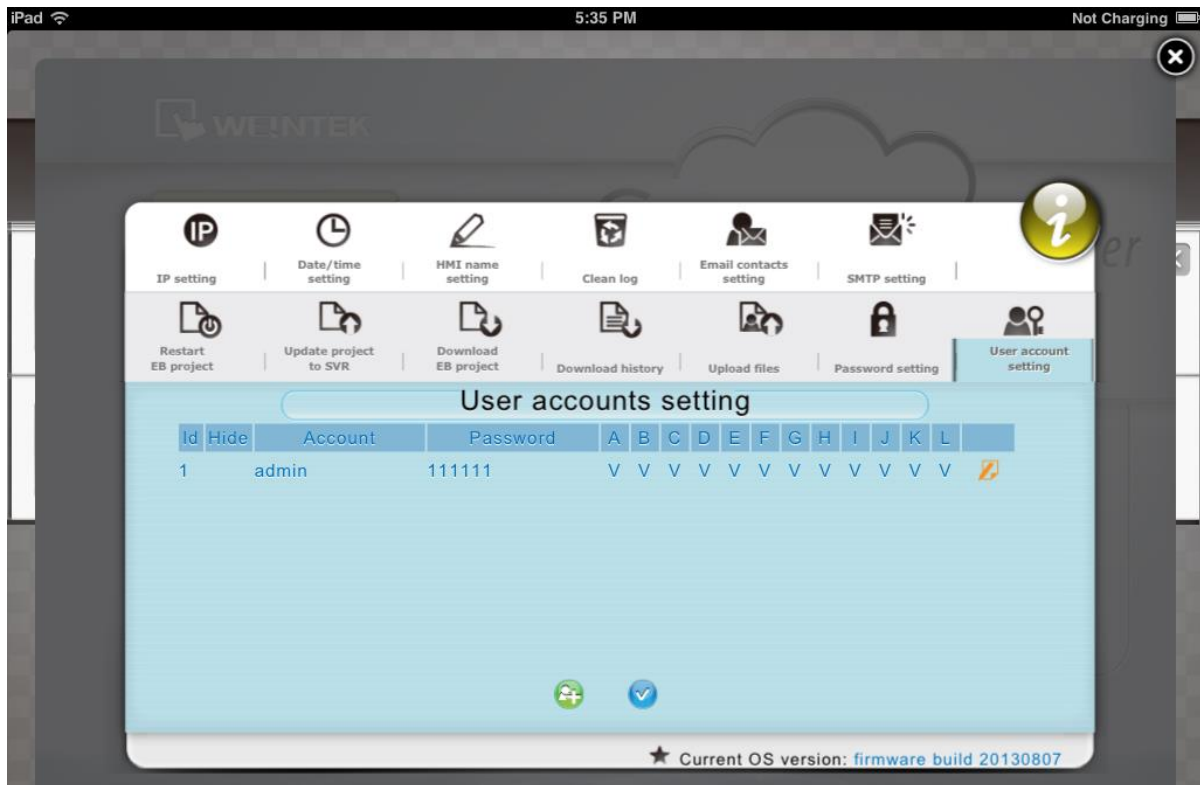 iPad 5:35 PM Not Charging
WEINTEK
IP setting
Date/time
setting
HMI name
setting
Clean log
Email contacts
setting
SMTP setting
er
Restart
EB project
Update project
to SVR
Download
EB project
Download history
Upload files
Password setting
User account
setting
User accounts setting
Id Hide Account Password A B C D E F G H I J K L
1 admin 111111 V V V V V V V V V V V V
★ Current OS version: firmware build 20130807